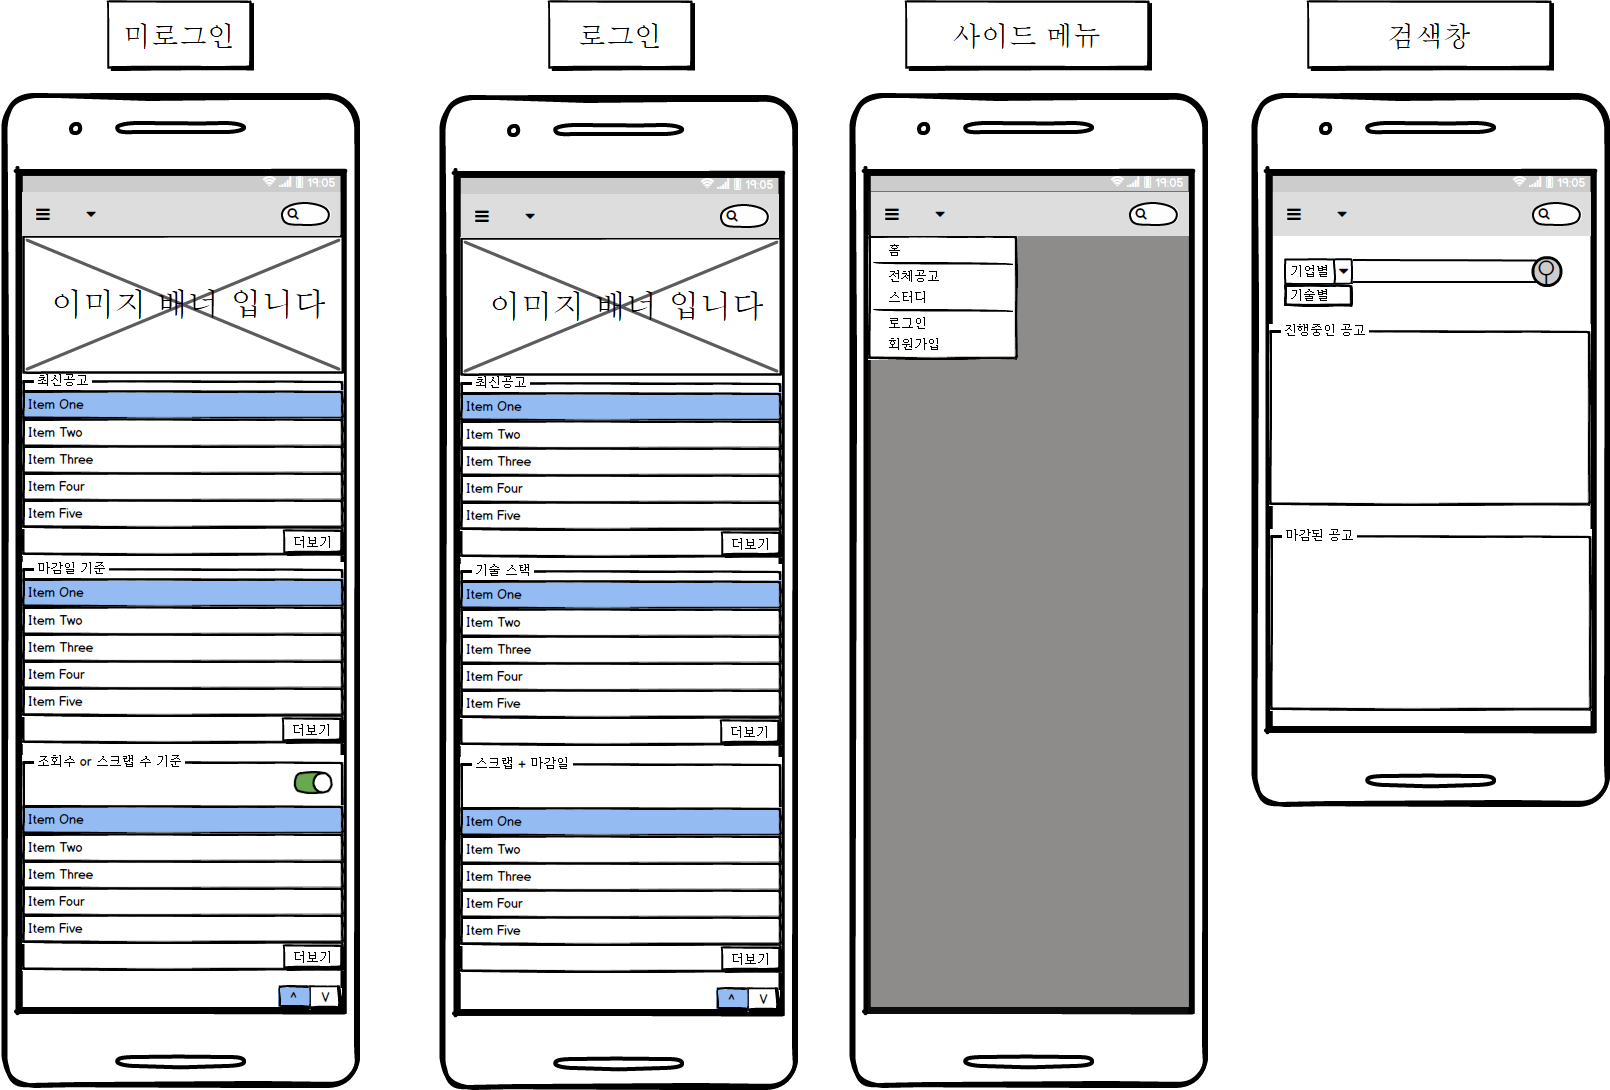 미로그인
19:05
이미지 배너 입니다
최신공고
Item One
Item Two
Item Three
Item Four
Item Five
더보기
마감일 기준
Item One
Item Two
Item Three
Item Four
Item Five
더보기
조회수 or 스크랩 수 기준
Item One
Item Two
Item Three
Item Four
Item Five
더보기
^ V
로그인
19:05
이미지 배너 입니다
최신공고
Item One
Item Two
Item Three
Item Four
Item Five
더보기
기술 스택
Item One
Item Two
Item Three
Item Four
Item Five
더보기
스크랩 + 마감일
Item One
Item Two
Item Three
Item Four
Item Five
더보기
^ V
사이드 메뉴
19:05
홈
전체공고
스터디
로그인
회원가입
검색창
19:05
기업별
기술별
진행중인 공고
마감된 공고